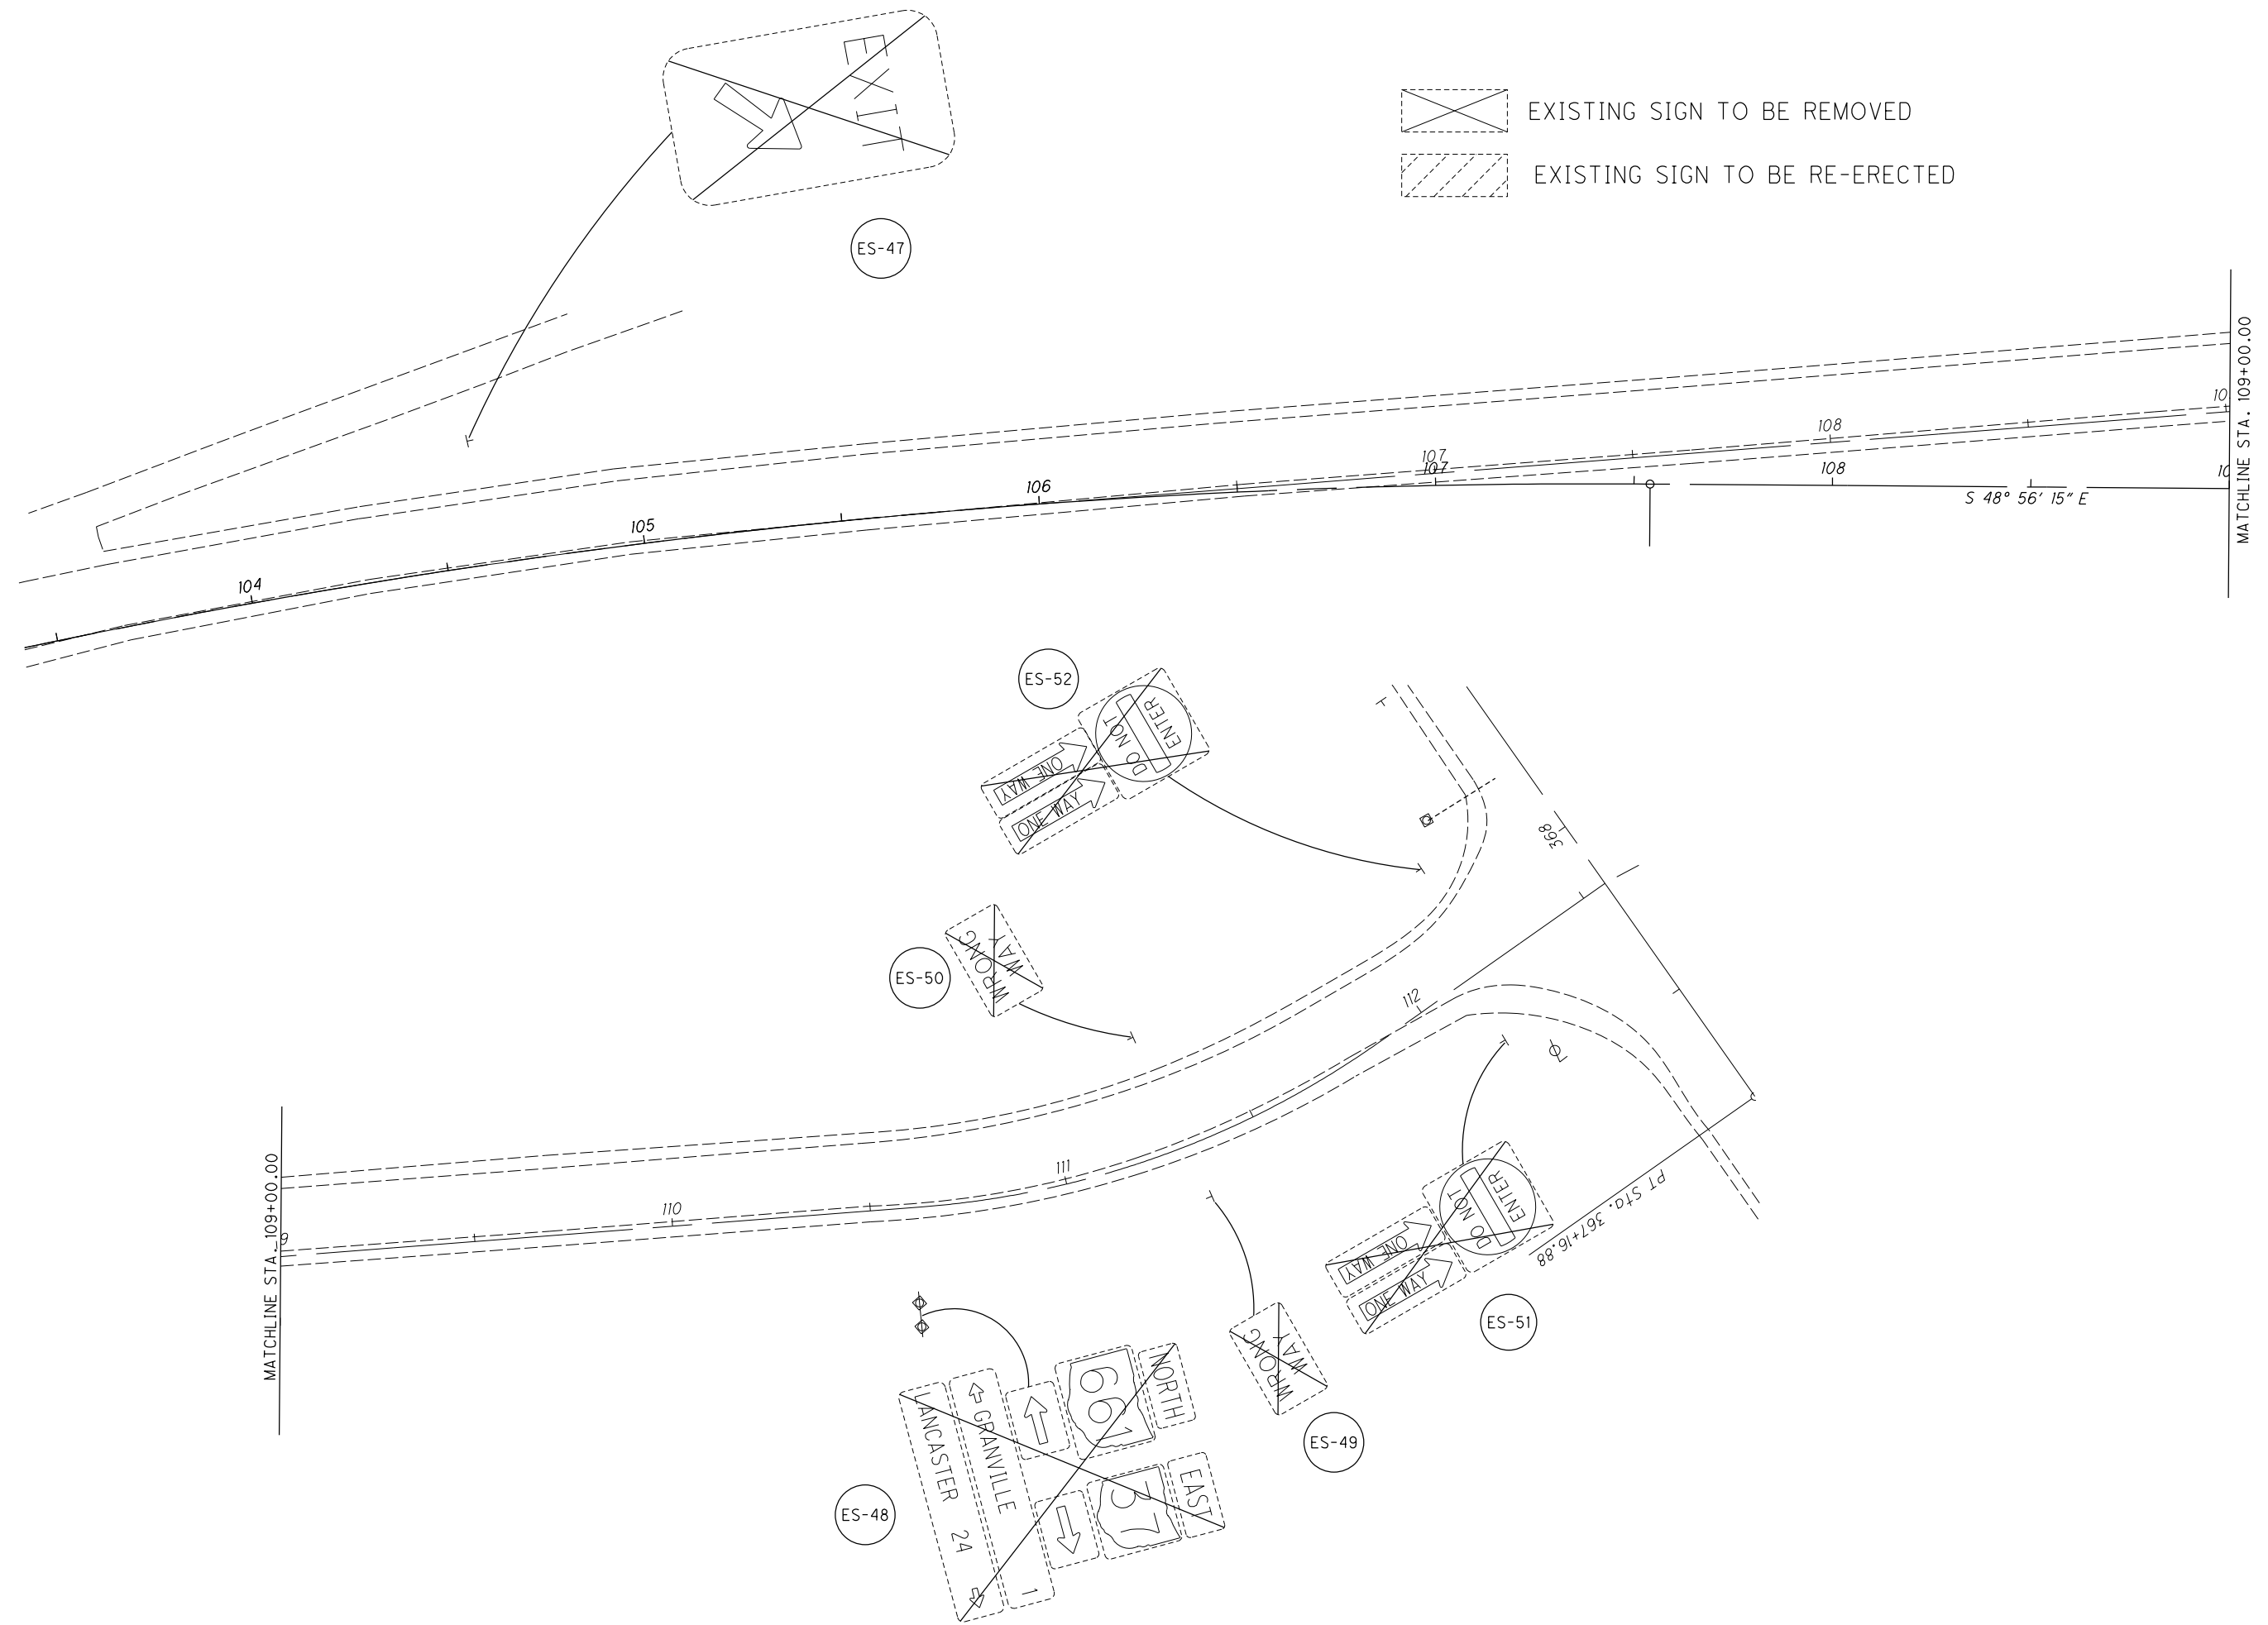 EXIT
ES-47
EXISTING SIGN TO BE REMOVED
EXISTING SIGN TO BE RE-ERECTED
MATCHLINE STA. 109+00.00
104
105
106
107
107
108
108
10
10
S 48° 56' 15" E
ES-52
DO NOT
ENTER
ONE WAY
ONE WAY
368
ES-50
WRONG
WAY
112
111
110
9
MATCHLINE STA. 109+00.00
PT Sta. 367+16.88
DO NOT
ENTER
ONE WAY
ONE WAY
ES-51
WRONG
WAY
ES-49
NORTH
661
EAST
37
GRANVILLE 1
LANCASTER 24
ES-48